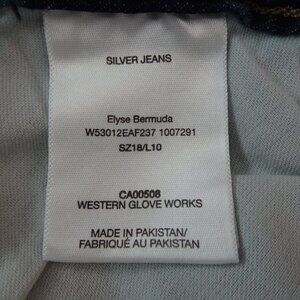 SILVER JEANS
Elyse Bermuda
W53012EAF237 1007291
SZ18/L10
CA00508
WESTERN GLOVE WORKS
MADE IN PAKISTAN/
FABRIQUÉ AU PAKISTAN